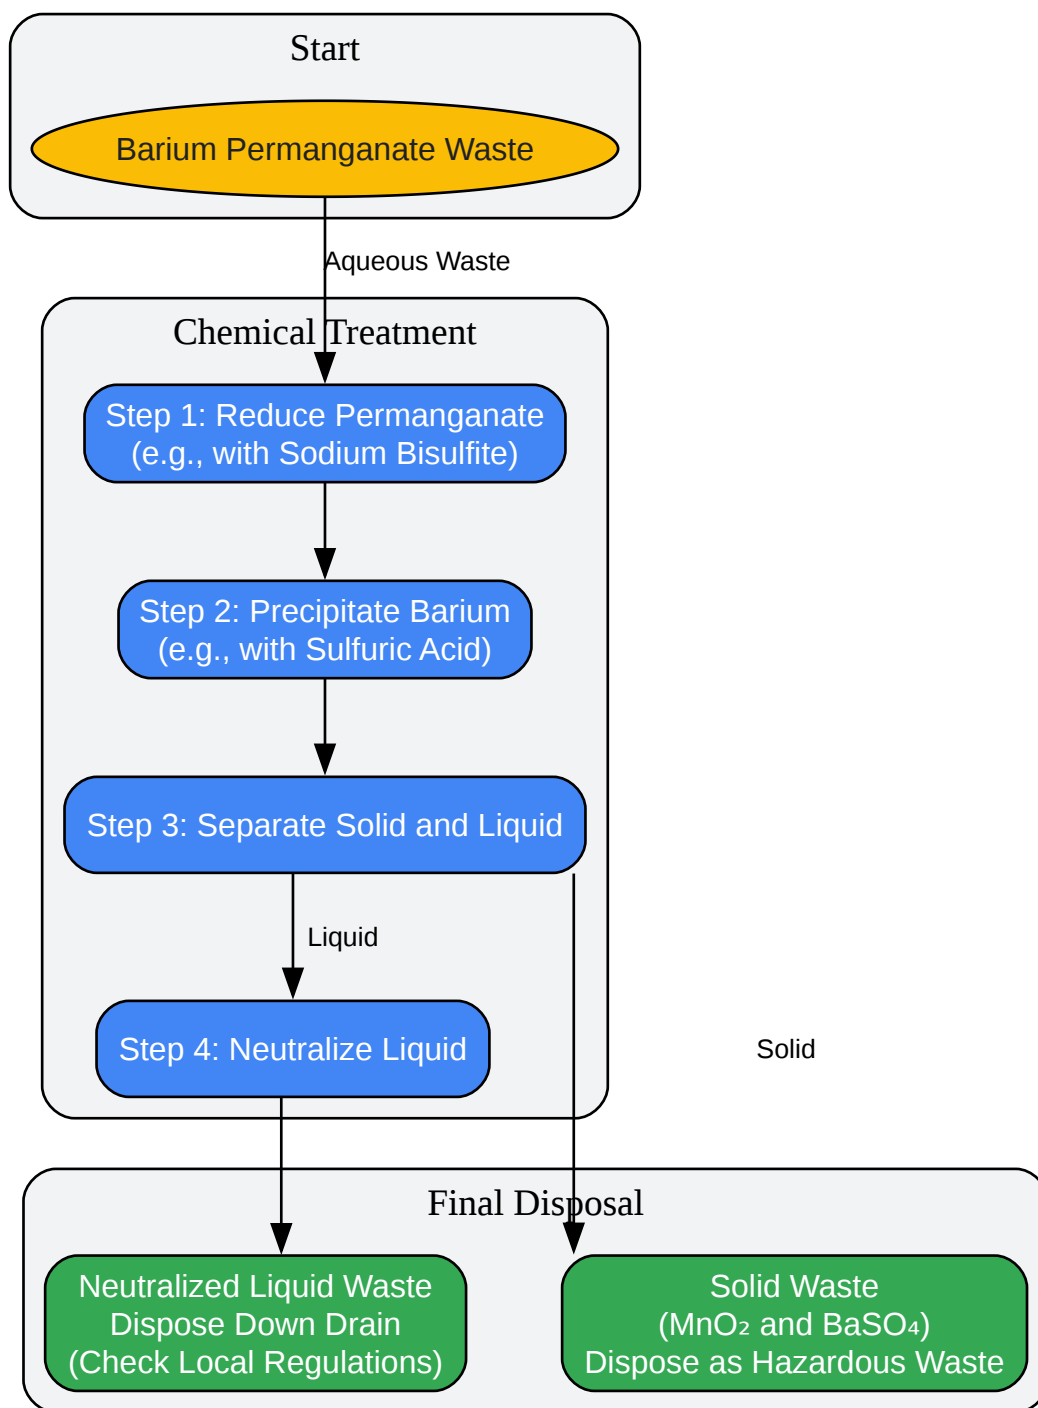 Start
Barium Permanganate Waste
Aqueous Waste
Chemical Treatment
Step 1: Reduce Permanganate
(e.g., with Sodium Bisulfite)
Step 2: Precipitate Barium
(e.g., with Sulfuric Acid)
Step 3: Separate Solid and Liquid
Liquid
Step 4: Neutralize Liquid
Solid
Final Disposal
Neutralized Liquid Waste
Dispose Down Drain
(Check Local Regulations)
Solid Waste
(MnO₂ and BaSO₄)
Dispose as Hazardous Waste